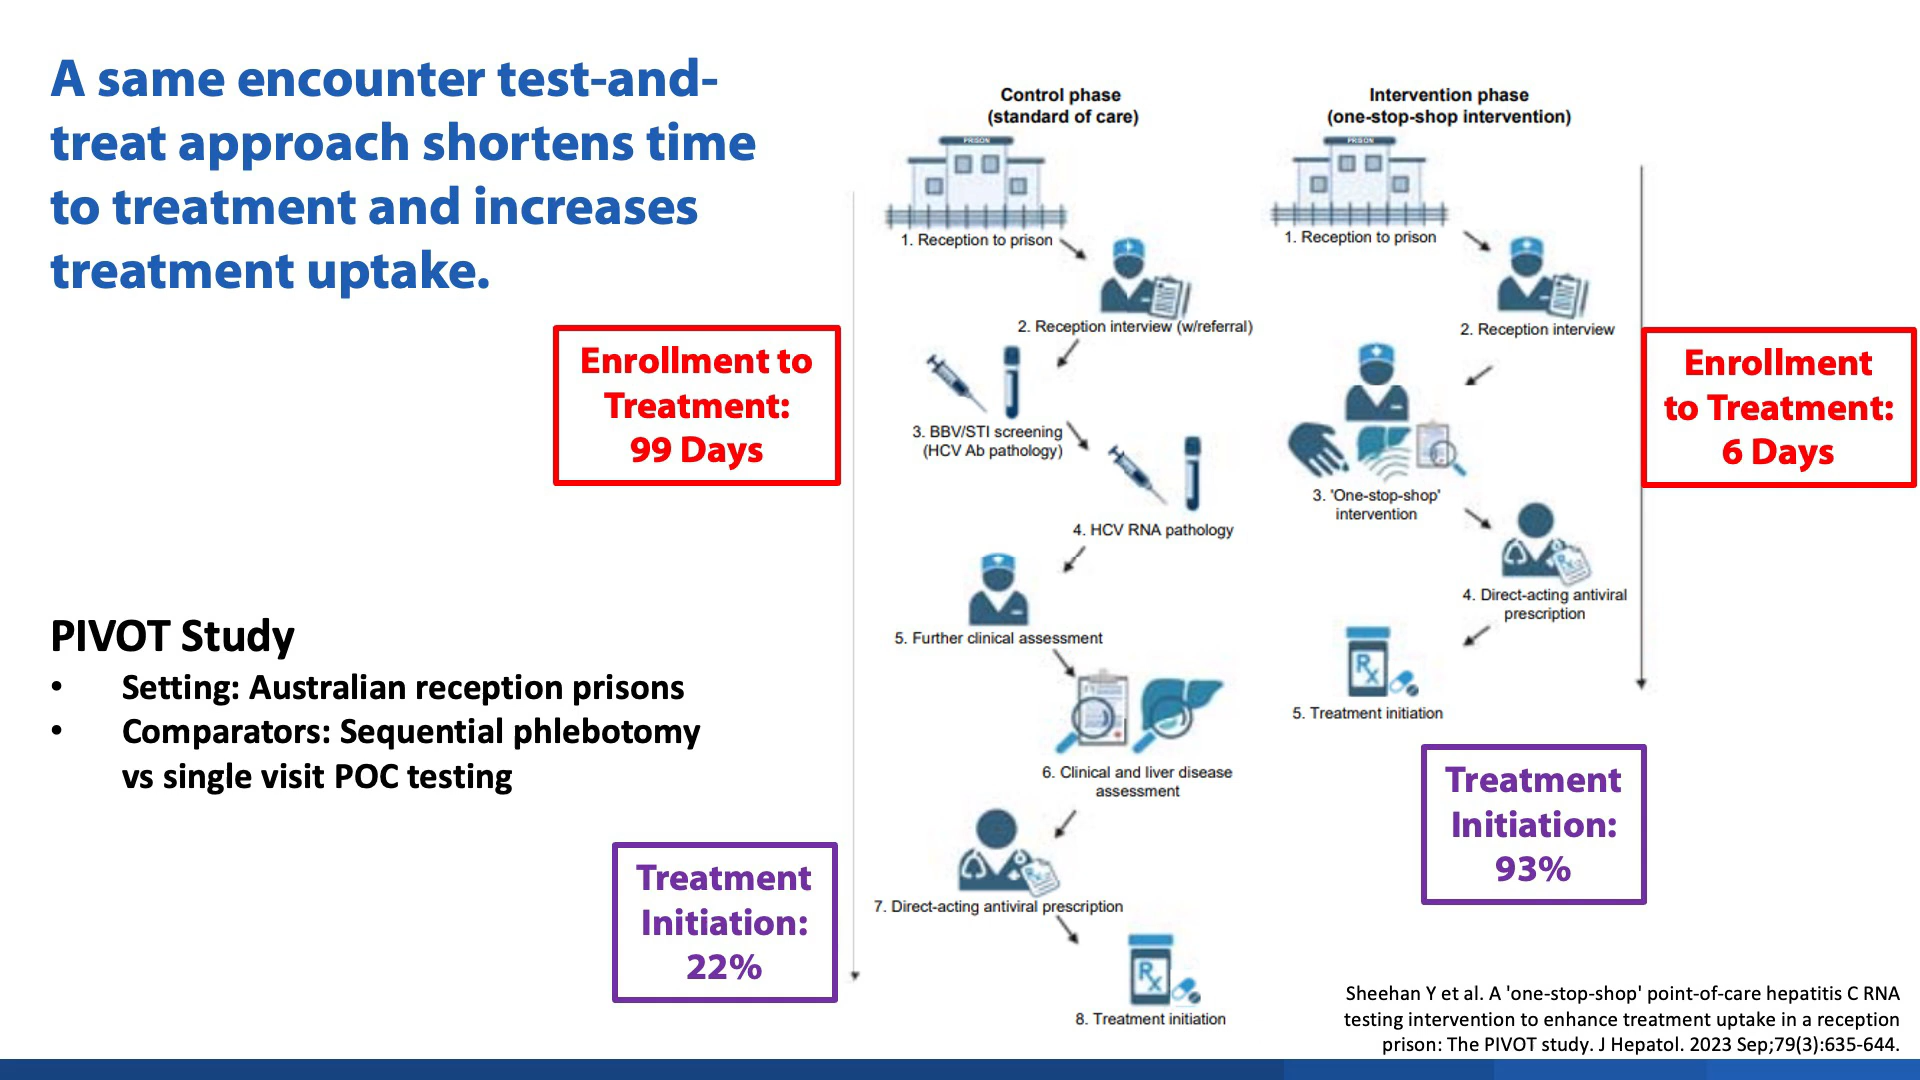 A same encounter test-and-
treat approach shortens time
to treatment and increases
treatment uptake.
Enrollment to
Treatment:
99 Days
PIVOT Study
• Setting: Australian reception prisons
• Comparators: Sequential phlebotomy
vs single visit POC testing
Treatment
Initiation:
22%
Control phase
(standard of care)
PRISON
1. Reception to prison
2. Reception interview (w/referral)
3. BBV/STI screening
(HCV Ab pathology)
4. HCV RNA pathology
5. Further clinical assessment
6. Clinical and liver disease
assessment
7. Direct-acting antiviral prescription
Rx
8. Treatment initiation
Intervention phase
(one-stop-shop intervention)
PRISON
1. Reception to prison
2. Reception interview
3. 'One-stop-shop'
intervention
Rx
4. Direct-acting antiviral
prescription
Rx
5. Treatment initiation
Enrollment
to Treatment:
6 Days
Treatment
Initiation:
93%
Sheehan Y et al. A 'one-stop-shop' point-of-care hepatitis C RNA
testing intervention to enhance treatment uptake in a reception
prison: The PIVOT study. J Hepatol. 2023 Sep;79(3):635-644.